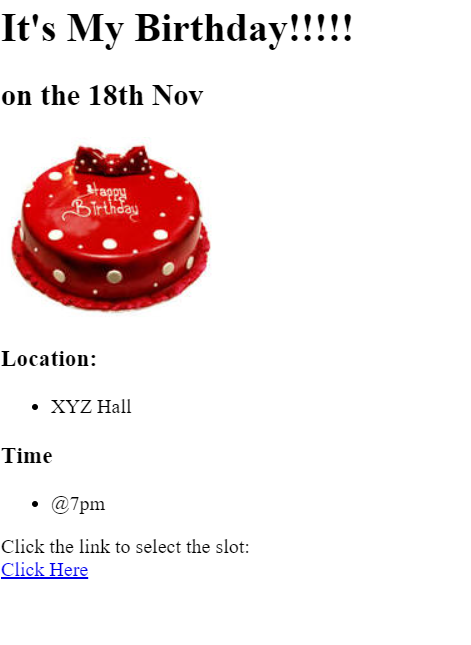 It's My Birthday!!!!!
on the 18th Nov
Happy
Birthday
Location:
• XYZ Hall
Time
• @7pm
Click the link to select the slot:
Click Here